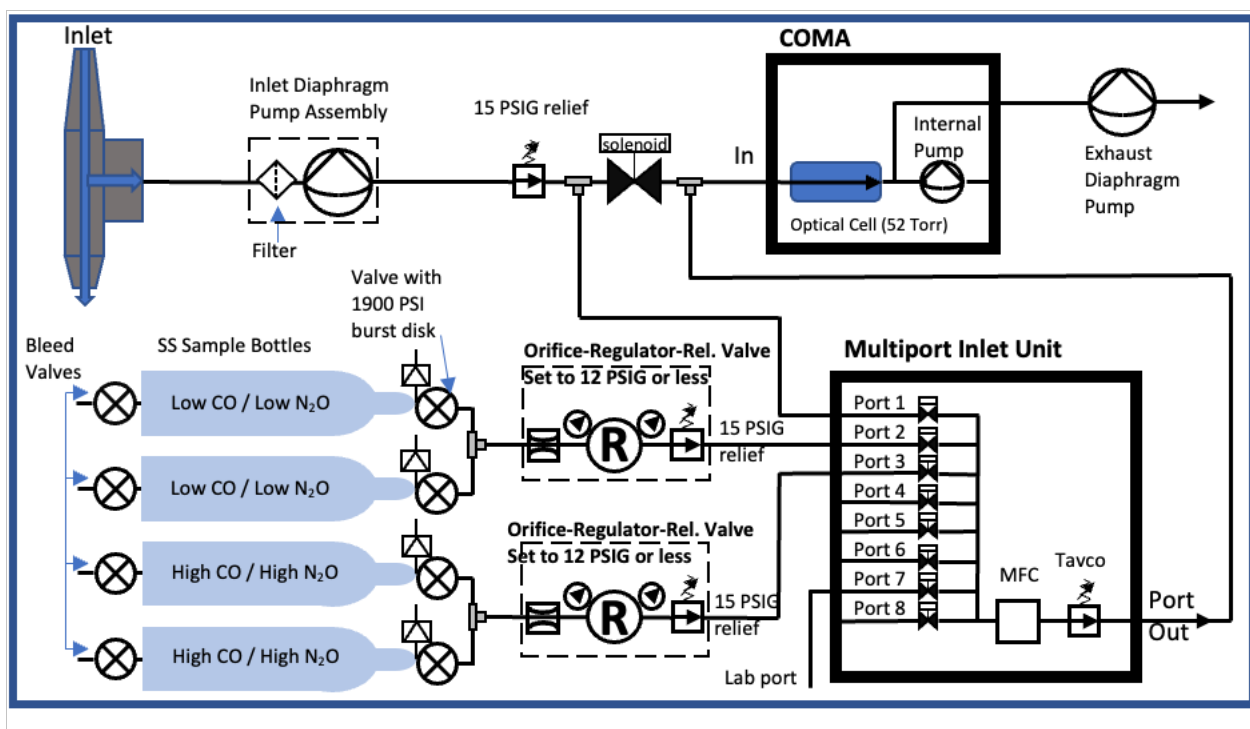 Inlet
Inlet Diaphragm
Pump Assembly
Filter
15 PSIG relief
solenoid
In
COMA
Internal
Pump
Optical Cell (52 Torr)
Exhaust
Diaphragm
Pump
Valve with
1900 PSI
burst disk
Bleed
Valves
SS Sample Bottles
Low CO / Low N₂O
Low CO / Low N₂O
High CO / High N₂O
High CO / High N₂O
Orifice-Regulator-Rel. Valve
Set to 12 PSIG or less
R
15 PSIG
relief
Orifice-Regulator-Rel. Valve
Set to 12 PSIG or less
R
15 PSIG
relief
Multiport Inlet Unit
Port 1
Port 2
Port 3
Port 4
Port 5
Port 6
Port 7
Port 8
MFC
Tavco
Port
Out
Lab port